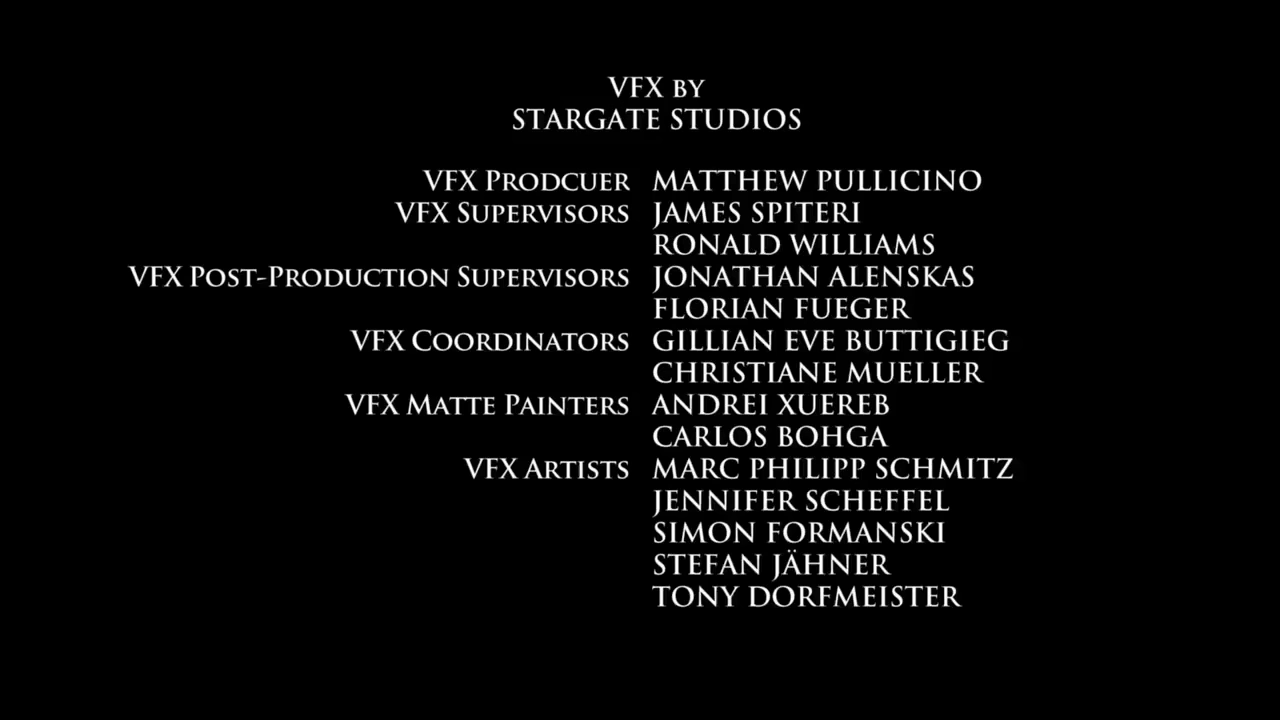 VFX BY
STARGATE STUDIOS
VFX PRODCUER MATTHEW PULLICINO
VFX SUPERVISORS JAMES SPITERI
RONALD WILLIAMS
VFX POST-PRODUCTION SUPERVISORS JONATHAN ALENSKAS
FLORIAN FUEGER
VFX COORDINATORS GILLIAN EVE BUTTIGIEG
CHRISTIANE MUELLER
VFX MATTE PAINTERS ANDREI XUEREB
CARLOS BOHGA
VFX ARTISTS MARC PHILIPP SCHMITZ
JENNIFER SCHEFFEL
SIMON FORMANSKI
STEFAN JÄHNER
TONY DORFMEISTER